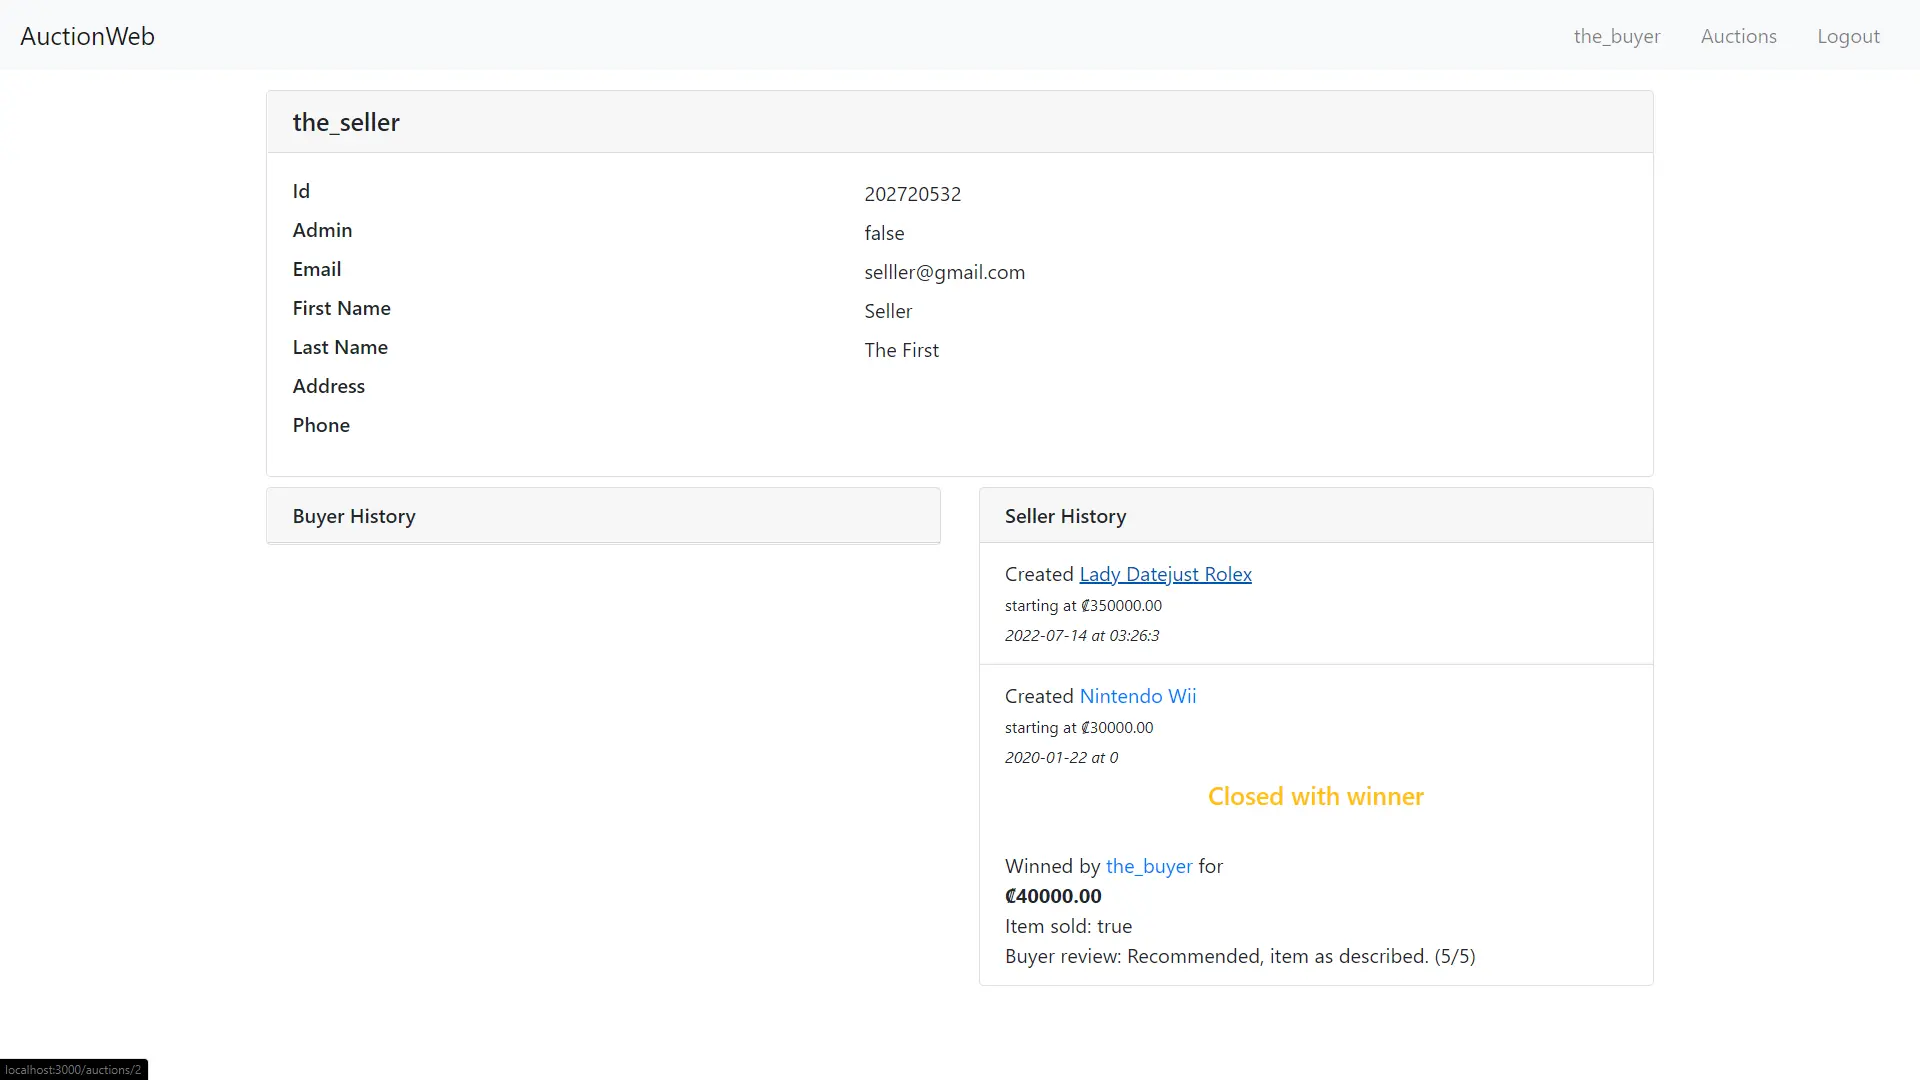 AuctionWeb
the_buyer
Auctions
Logout
the_seller
Id
202720532
Admin
false
Email
selller@gmail.com
First Name
Seller
Last Name
The First
Address
Phone
Buyer History
Seller History
Created Lady Datejust Rolex
starting at ₡350000.00
2022-07-14 at 03:26:3
Created Nintendo Wii
starting at ₡30000.00
2020-01-22 at 0
Closed with winner
Winned by the_buyer for
₡40000.00
Item sold: true
Buyer review: Recommended, item as described. (5/5)
localhost:3000/auctions/2